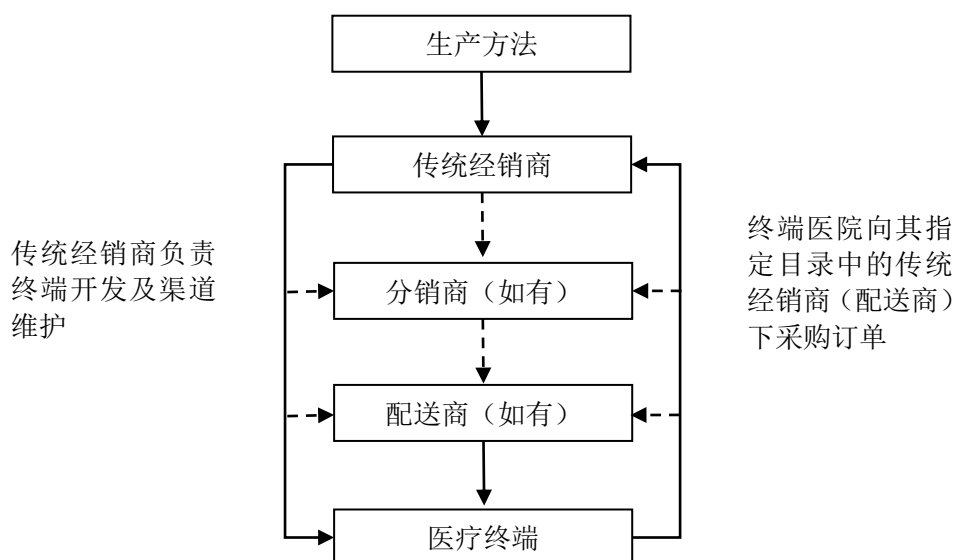 生产方法
传统经销商
传统经销商负责
终端开发及渠道
维护
终端医院向其指
定目录中的传统
经销商（配送商）
下采购订单
分销商（如有）
配送商（如有）
医疗终端